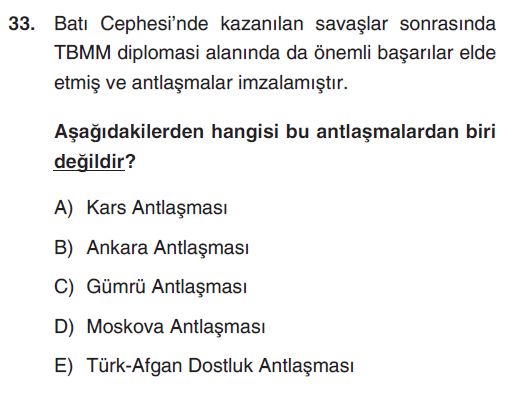 33. Batı Cephesi’nde kazanılan savaşlar sonrasında
TBMM diplomasi alanında da önemli başarılar elde
etmiş ve antlaşmalar imzalamıştır.
Aşağıdakilerden hangisi bu antlaşmalardan biri
değildir?
A) Kars Antlaşması
B) Ankara Antlaşması
C) Gümrü Antlaşması
D) Moskova Antlaşması
E) Türk-Afgan Dostluk Antlaşması